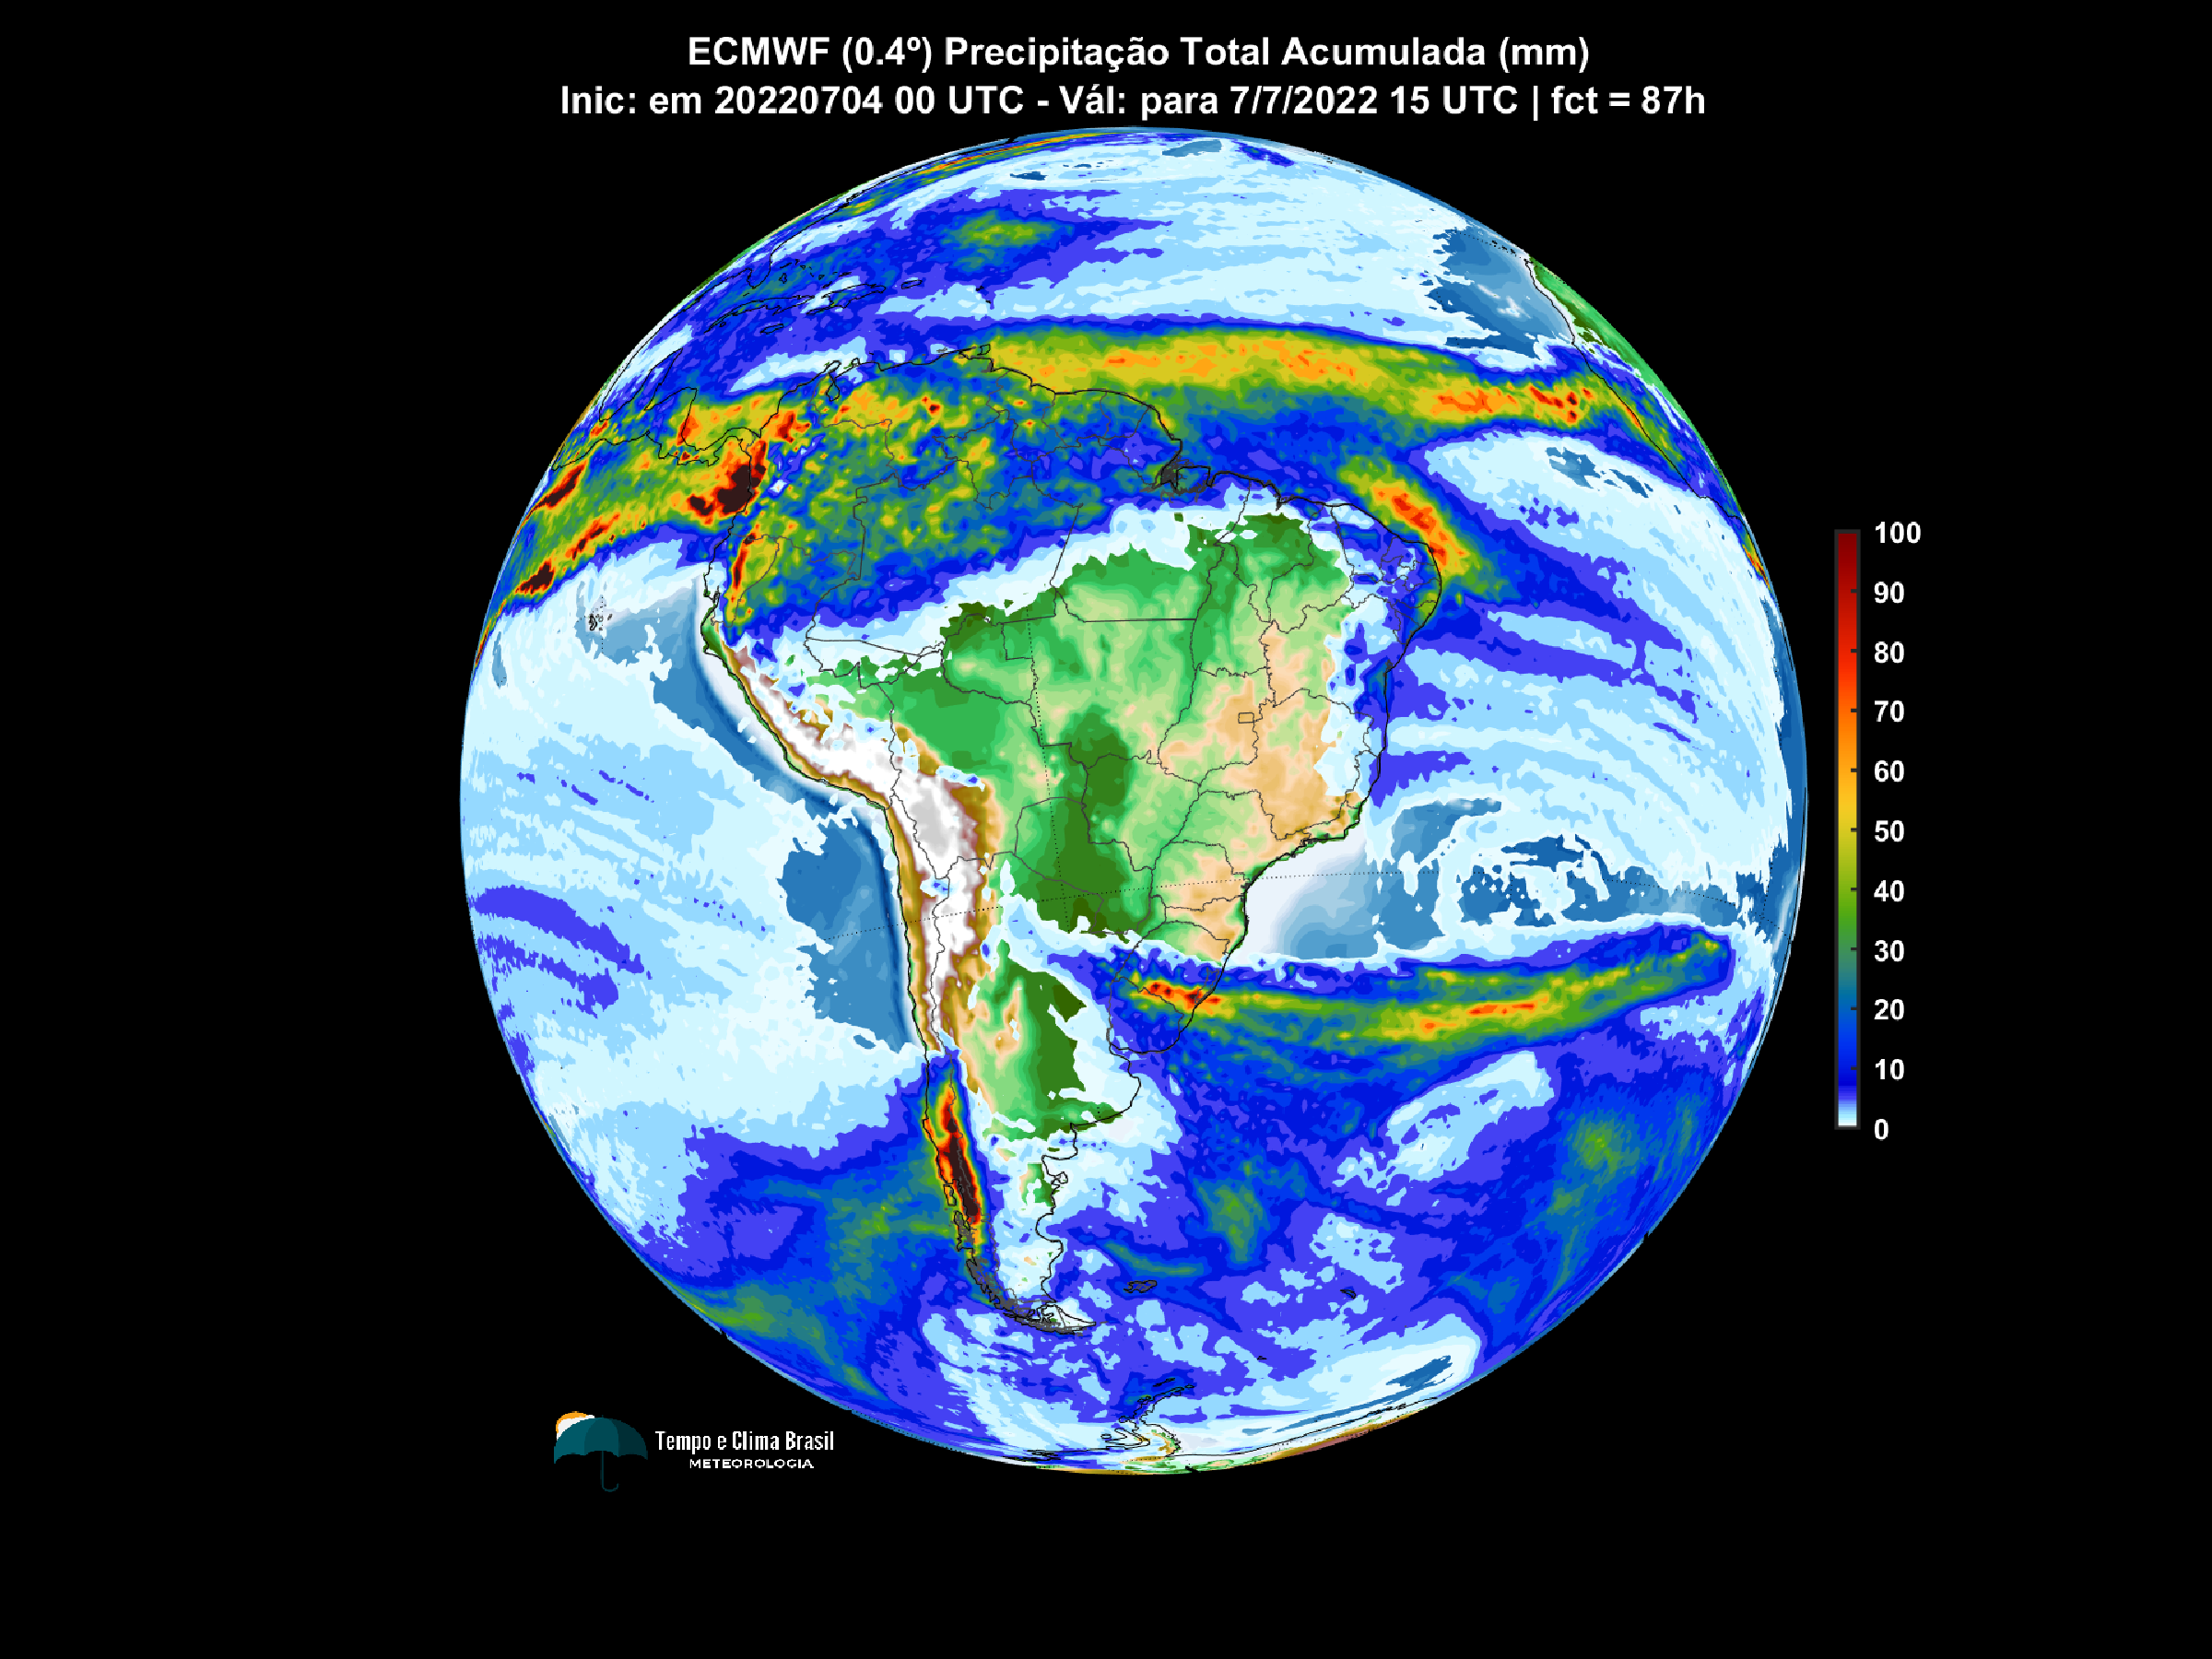 ECMWF (0.4º) Precipitação Total Acumulada (mm)
Inic: em 20220704 00 UTC - Vál: para 7/7/2022 15 UTC | fct = 87h
100
90
80
70
60
50
40
30
20
10
0
Tempo e Clima Brasil
METEOROLOGIA